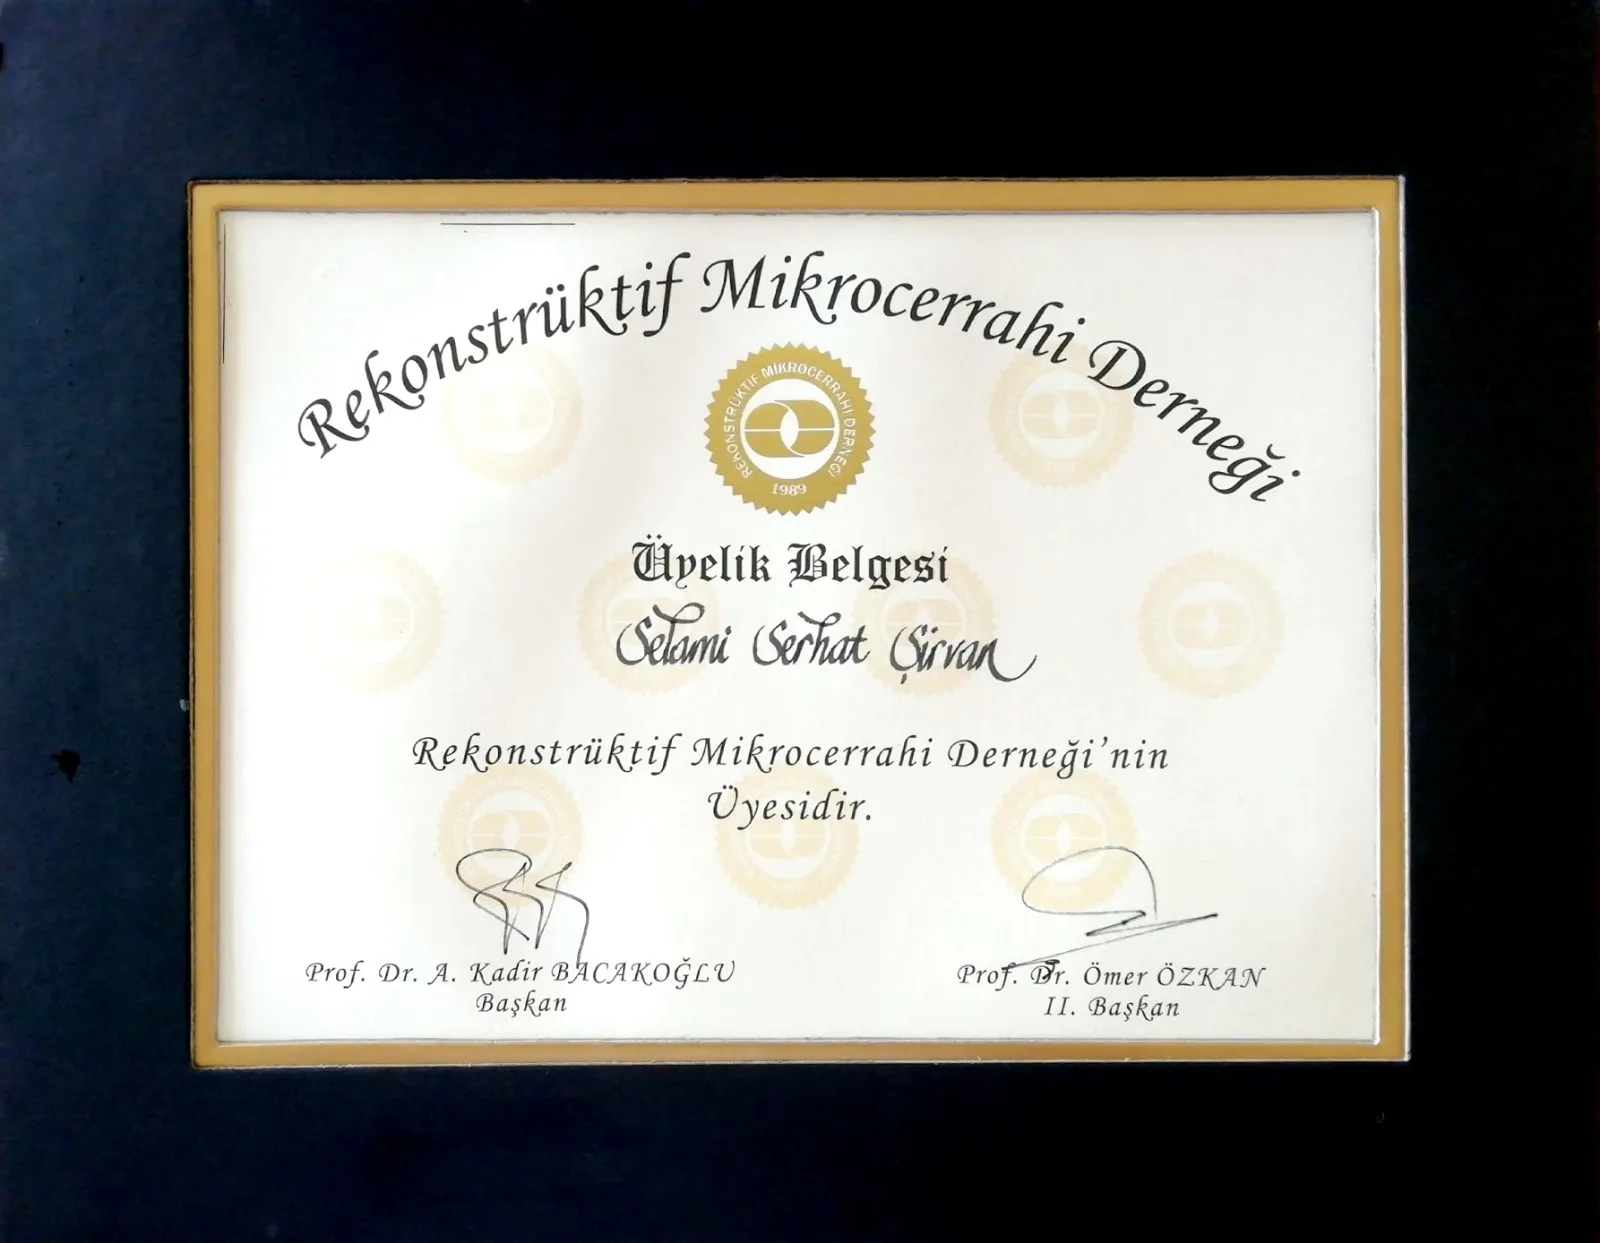 Rekonstrüktif Mikrocerrahi Derneği
REKONSTRÜKTİF MİKROCERRAHİ DERNEĞİ
1989
Üyelik Belgesi
Selami Serhat Şirvan
Rekonstrüktif Mikrocerrahi Derneği'nin
Üyesidir.
Prof. Dr. A. Kadir BACAKOĞLU
Başkan
Prof. Dr. Ömer ÖZKAN
II. Başkan